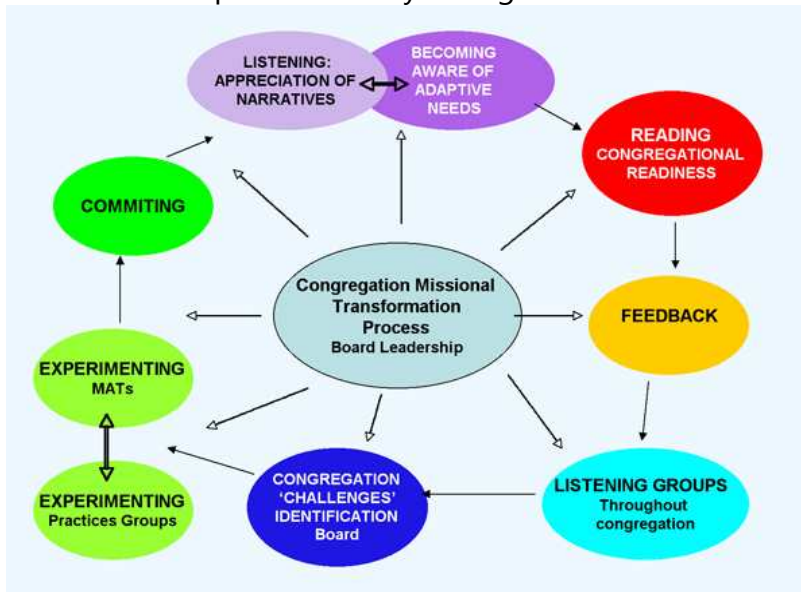 LISTENING:
APPRECIATION OF
NARRATIVES
BECOMING
AWARE OF
ADAPTIVE
NEEDS
READING
CONGREGATIONAL
READINESS
COMMITING
Congregation Missional
Transformation
Process
Board Leadership
FEEDBACK
EXPERIMENTING
MATs
EXPERIMENTING
Practices Groups
CONGREGATION
‘CHALLENGES’
IDENTIFICATION
Board
LISTENING GROUPS
Throughout
congregation